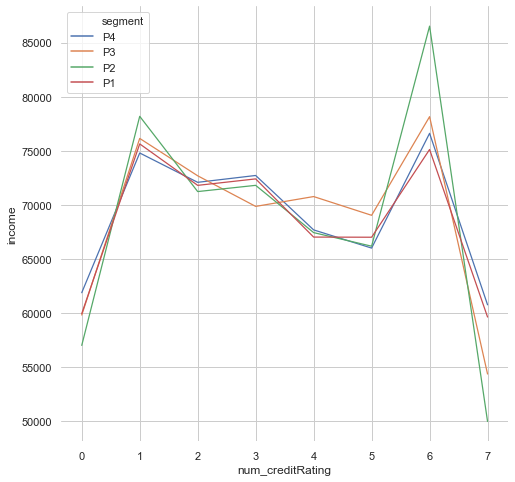 segment
P4
P3
P2
P1
85000
80000
75000
70000
65000
60000
55000
50000
income
0 1 2 3 4 5 6 7
num_creditRating